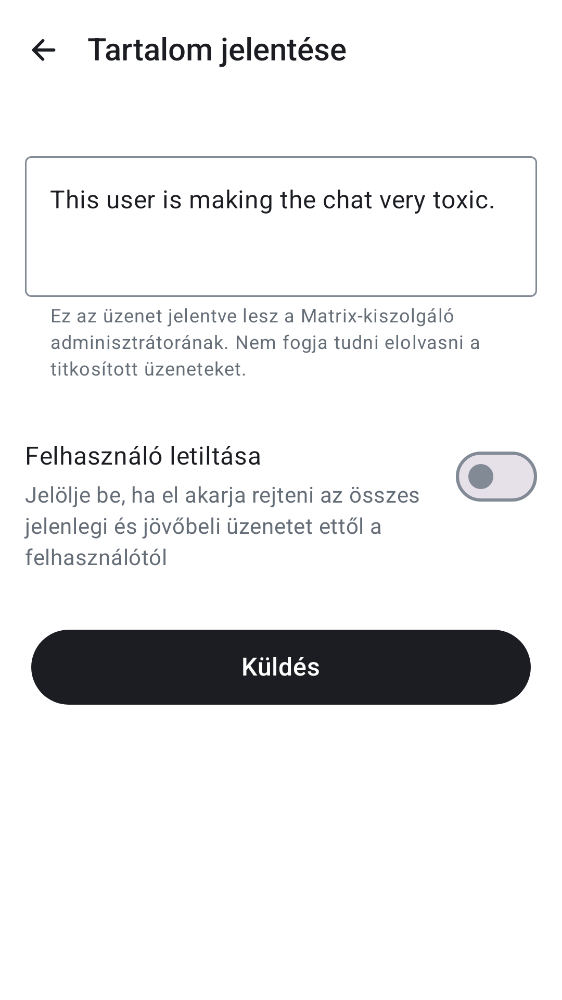 Tartalom jelentése
This user is making the chat very toxic.
Ez az üzenet jelentve lesz a Matrix-kiszolgáló
adminisztrátorának. Nem fogja tudni elolvasni a
titkosított üzeneteket.
Felhasználó letiltása
Jelölje be, ha el akarja rejteni az összes
jelenlegi és jövőbeli üzenetet ettől a
felhasználótól
Küldés